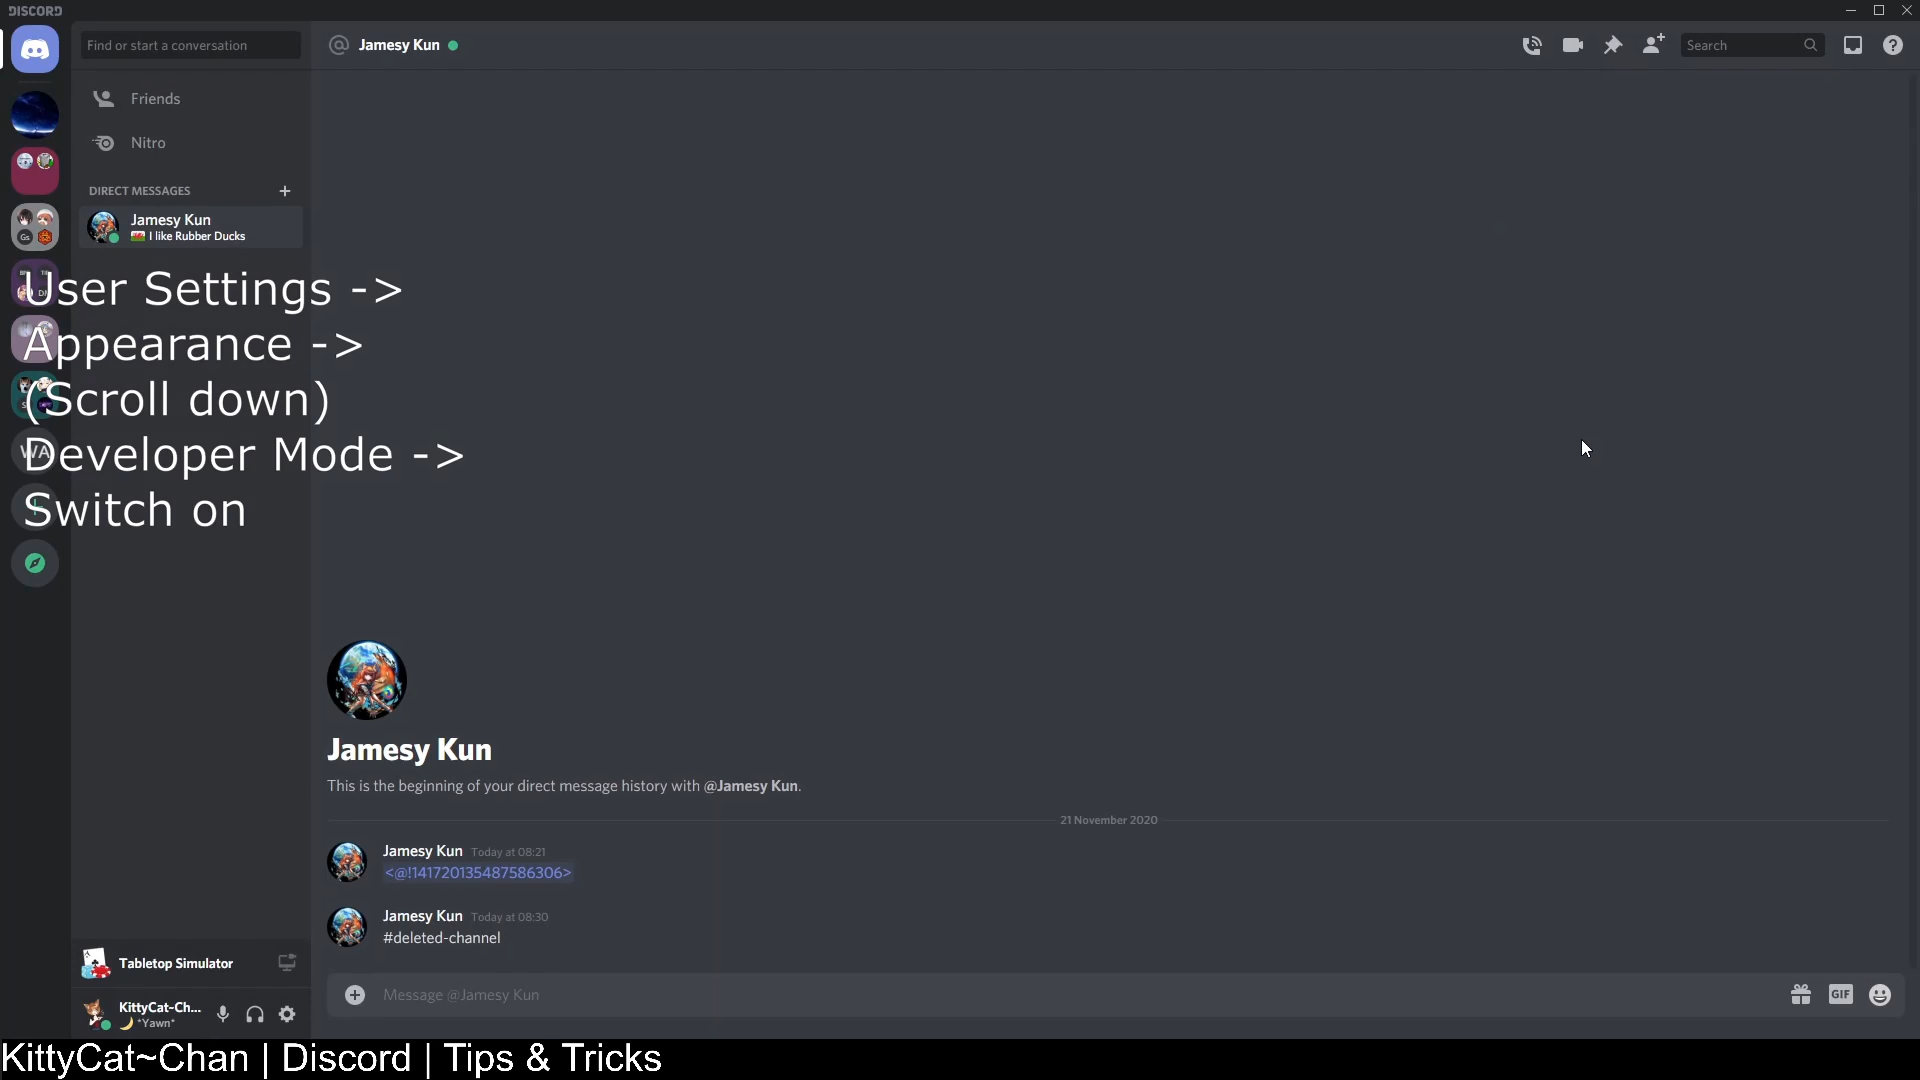 DISCORD
Find or start a conversation
Jamesy Kun
Search
Friends
Nitro
DIRECT MESSAGES
Jamesy Kun
I like Rubber Ducks
User Settings ->
Appearance ->
(Scroll down)
Developer Mode ->
Switch on
Gs
WA
Jamesy Kun
This is the beginning of your direct message history with @Jamesy Kun.
21 November 2020
Jamesy Kun Today at 08:21
<@!141720135487586306>
Jamesy Kun Today at 08:30
#deleted-channel
Tabletop Simulator
Message @Jamesy Kun
GIF
KittyCat~Ch...
*Yawn*
KittyCat~Chan | Discord | Tips & Tricks